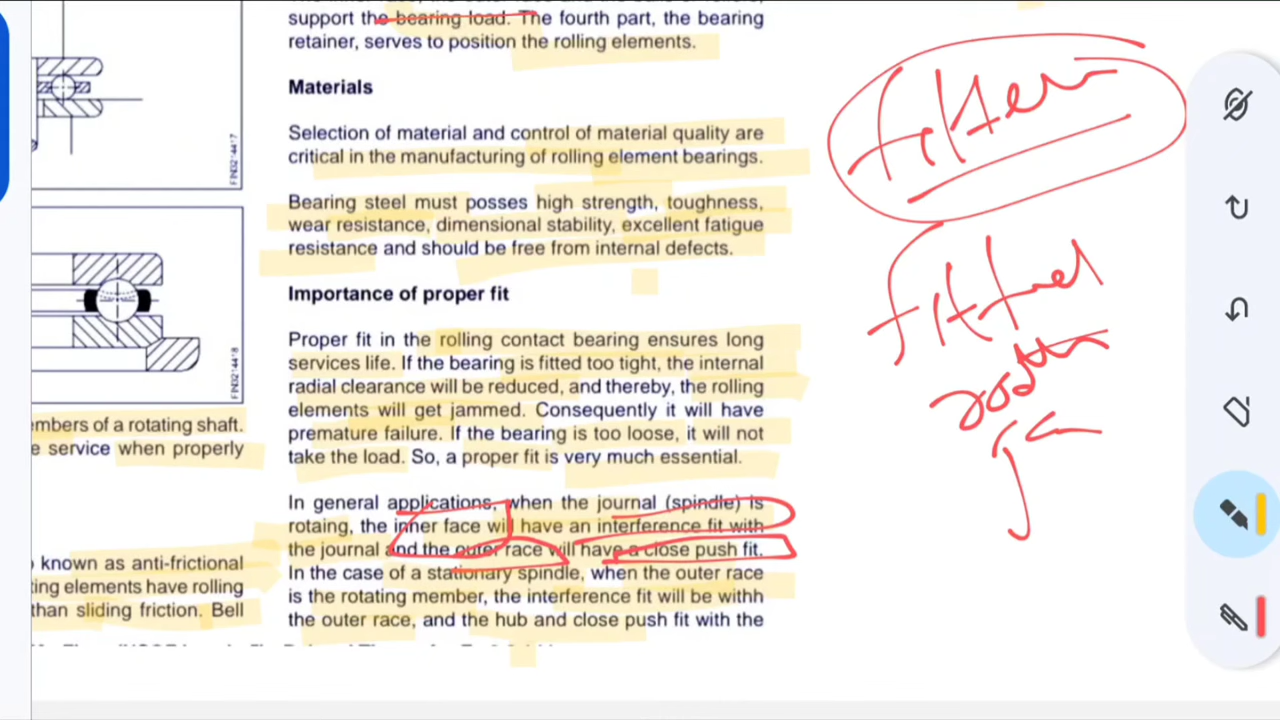 support the bearing load. The fourth part, the bearing
retainer, serves to position the rolling elements.
Materials
Selection of material and control of material quality are
critical in the manufacturing of rolling element bearings.
Bearing steel must posses high strength, toughness,
wear resistance, dimensional stability, excellent fatigue
resistance and should be free from internal defects.
Importance of proper fit
Proper fit in the rolling contact bearing ensures long
services life. If the bearing is fitted too tight, the internal
radial clearance will be reduced, and thereby, the rolling
elements will get jammed. Consequently it will have
premature failure. If the bearing is too loose, it will not
take the load. So, a proper fit is very much essential.
In general applications, when the journal (spindle) is
rotaing, the inner face will have an interference fit with
the journal and the outer race will have a close push fit.
In the case of a stationary spindle, when the outer race
is the rotating member, the interference fit will be withh
the outer race, and the hub and close push fit with the
FIN3214417
FIN3214418
mbers of a rotating shaft.
e service when properly
known as anti-frictional
ting elements have rolling
than sliding friction. Bell